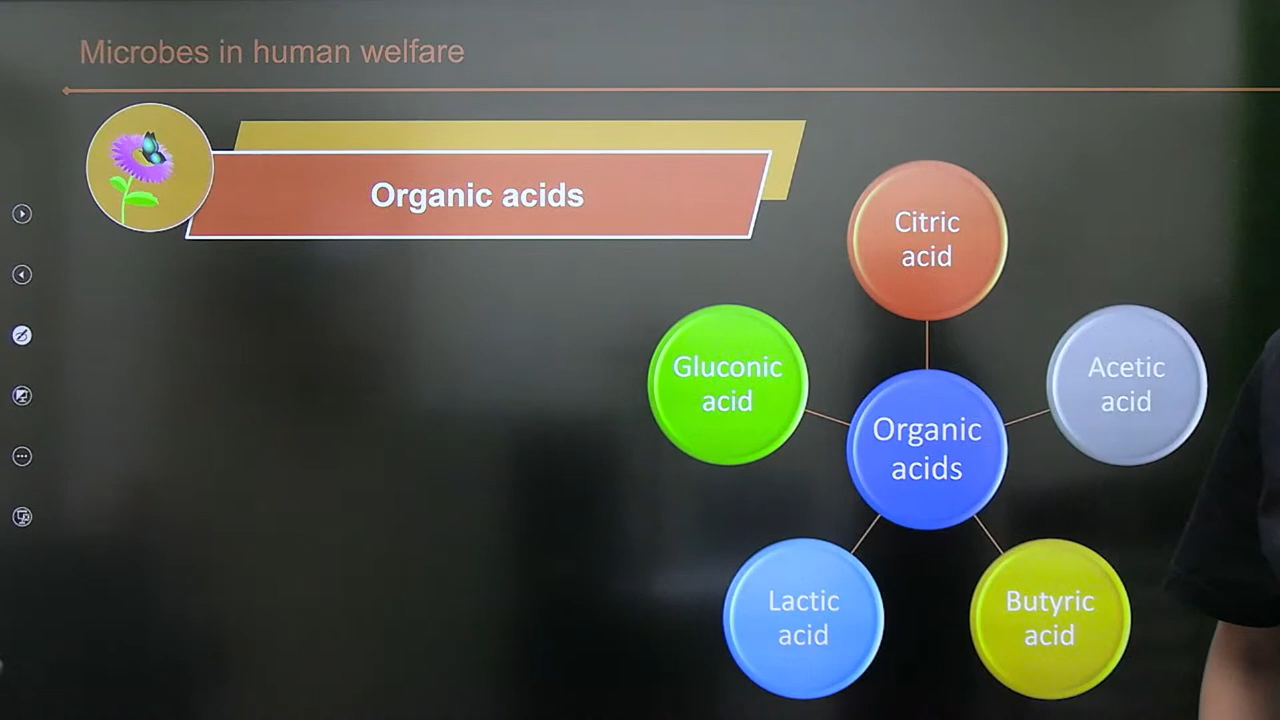 Microbes in human welfare
Organic acids
Citric
acid
Gluconic
acid
Acetic
acid
Organic
acids
Lactic
acid
Butyric
acid